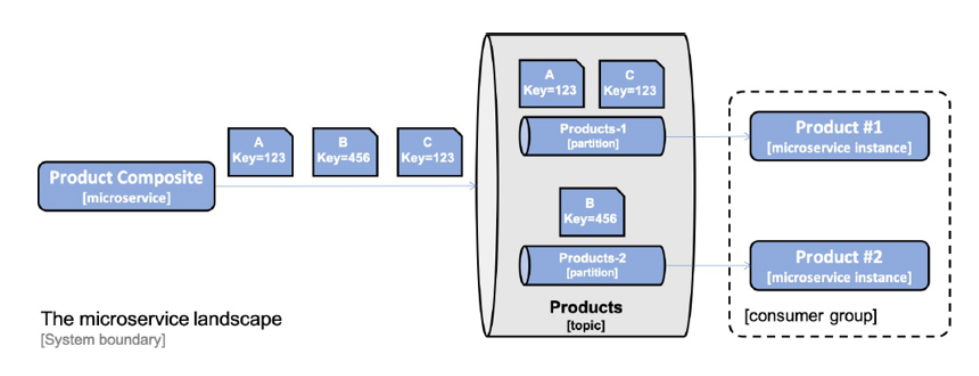 A
Key=123
B
Key=456
C
Key=123
Product Composite
[microservice]
A
Key=123
C
Key=123
Products-1
[partition]
B
Key=456
Products-2
[partition]
Products
[topic]
Product #1
[microservice instance]
Product #2
[microservice instance]
[consumer group]
The microservice landscape
[System boundary]